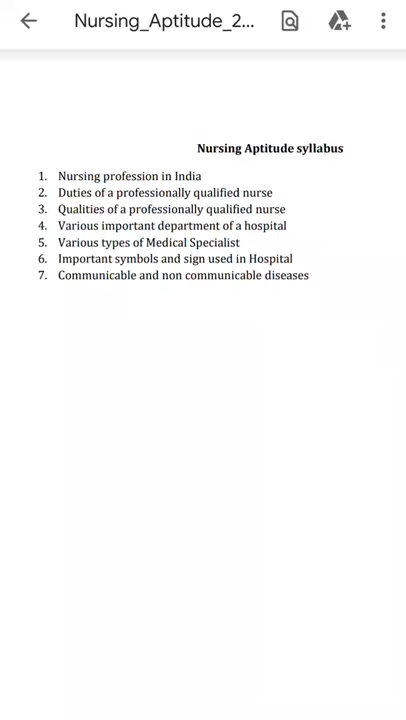 Nursing_Aptitude_2...
Nursing Aptitude syllabus
1. Nursing profession in India
2. Duties of a professionally qualified nurse
3. Qualities of a professionally qualified nurse
4. Various important department of a hospital
5. Various types of Medical Specialist
6. Important symbols and sign used in Hospital
7. Communicable and non communicable diseases